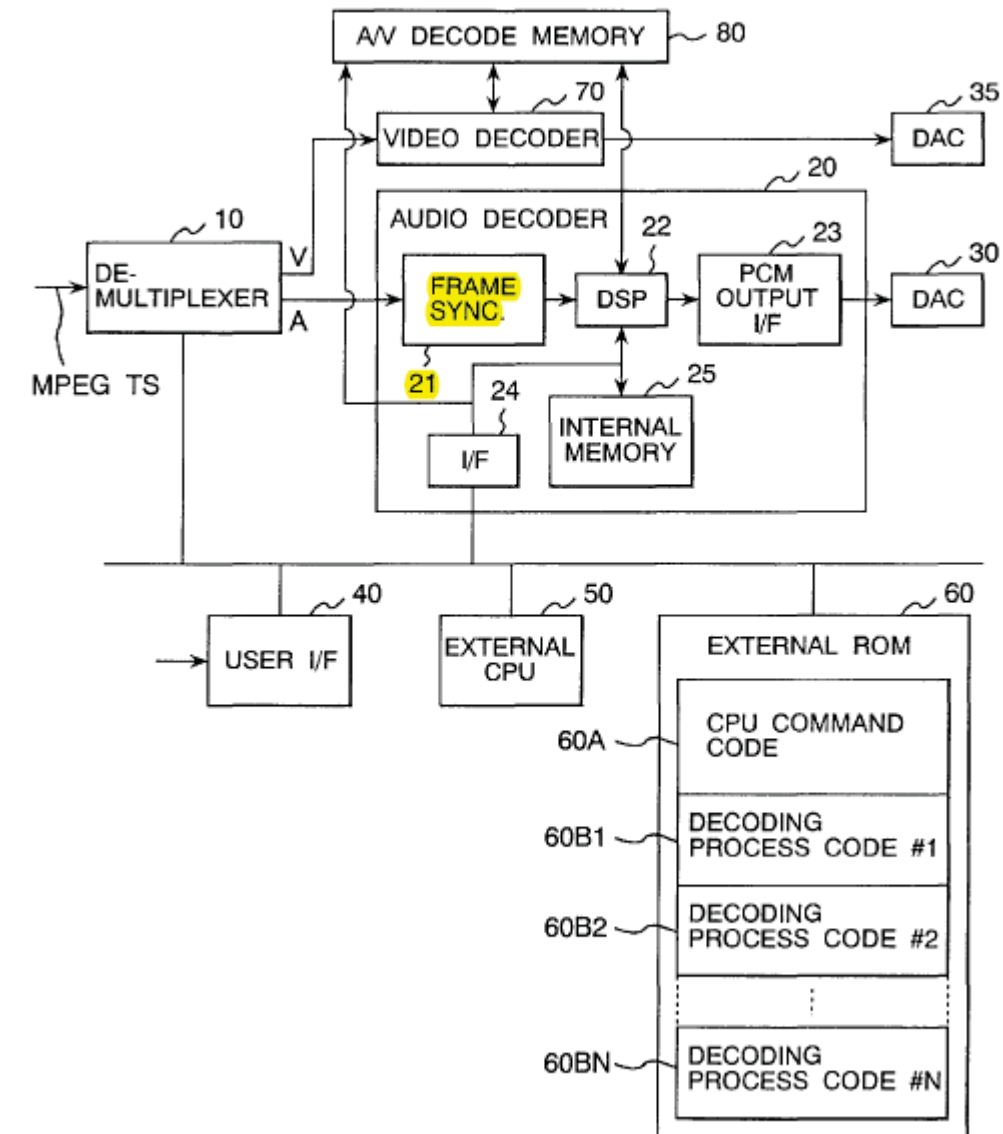 A/V DECODE MEMORY
80
70
35
VIDEO DECODER
DAC
20
10
AUDIO DECODER
22
23
30
V
DE-
MULTIPLEXER
A
FRAME
SYNC.
DSP
PCM
OUTPUT
I/F
DAC
MPEG TS
21
24
25
I/F
INTERNAL
MEMORY
40
50
60
USER I/F
EXTERNAL
CPU
EXTERNAL ROM
60A
CPU COMMAND
CODE
60B1
DECODING
PROCESS CODE #1
60B2
DECODING
PROCESS CODE #2
60BN
DECODING
PROCESS CODE #N